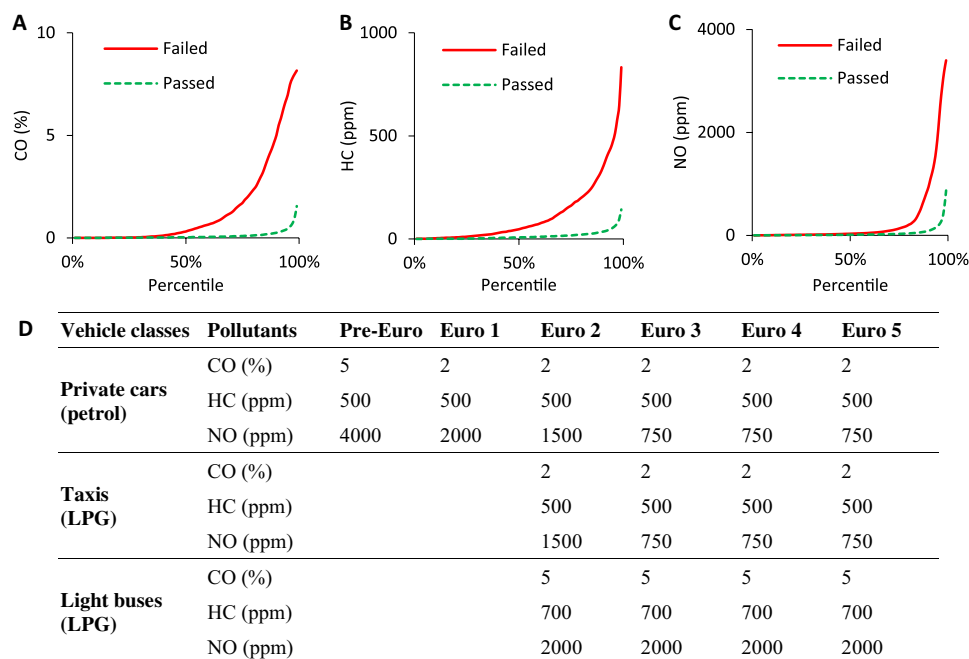 A
10
Failed
Passed
5
CO (%)
0
0% 50% 100%
Percentile
B
1000
Failed
Passed
500
HC (ppm)
0
0% 50% 100%
Percentile
C
4000
Failed
Passed
2000
NO (ppm)
0
0% 50% 100%
Percentile
D
Vehicle classes Pollutants Pre-Euro Euro 1 Euro 2 Euro 3 Euro 4 Euro 5
Private cars
(petrol)
CO (%) 5 2 2 2 2 2
HC (ppm) 500 500 500 500 500 500
NO (ppm) 4000 2000 1500 750 750 750
Taxis
(LPG)
CO (%) 2 2 2 2
HC (ppm) 500 500 500 500
NO (ppm) 1500 750 750 750
Light buses
(LPG)
CO (%) 5 5 5 5
HC (ppm) 700 700 700 700
NO (ppm) 2000 2000 2000 2000